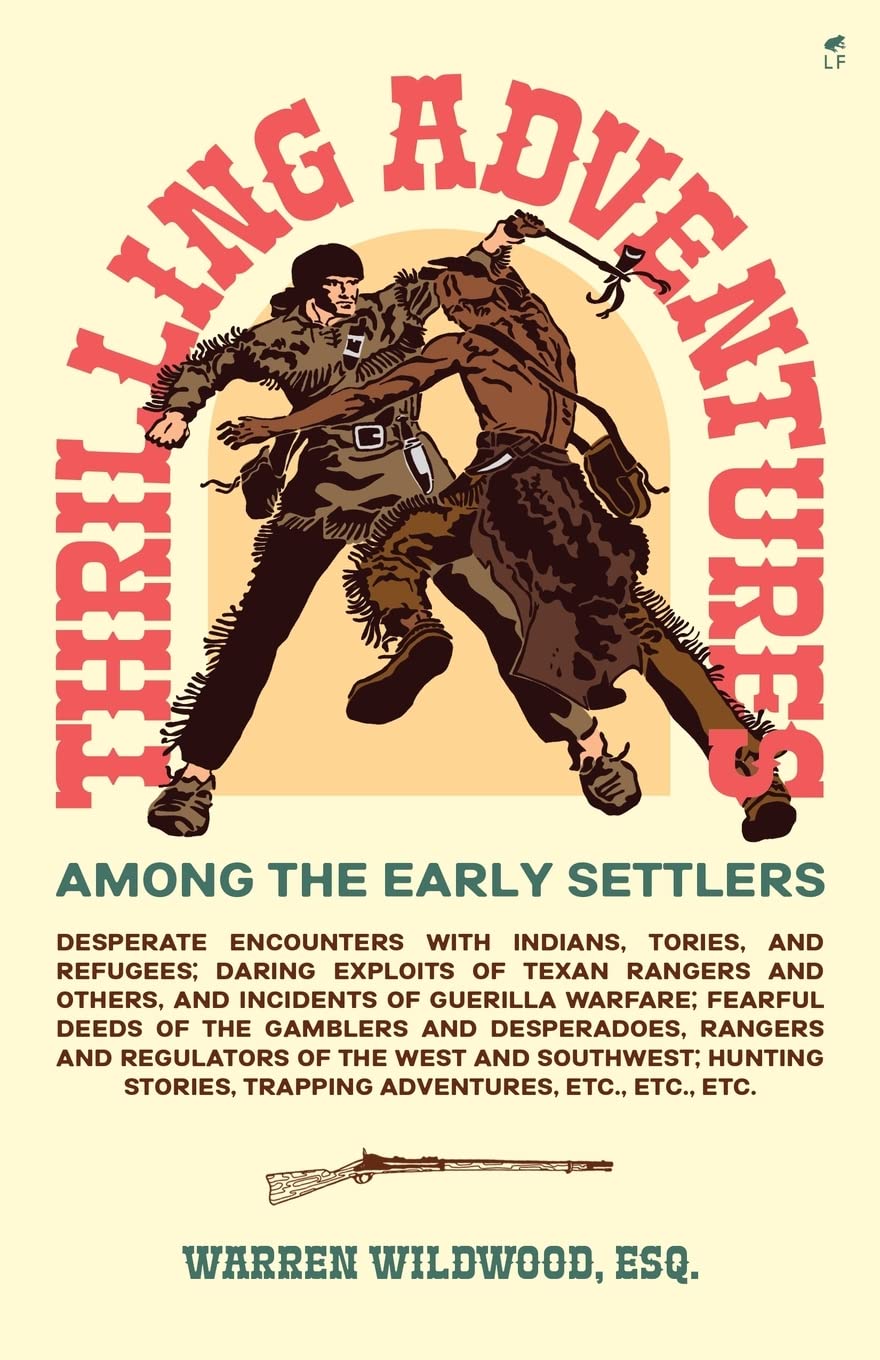 LF
THRILLING ADVENTURES
AMONG THE EARLY SETTLERS
DESPERATE ENCOUNTERS WITH INDIANS, TORIES, AND
REFUGEES; DARING EXPLOITS OF TEXAN RANGERS AND
OTHERS, AND INCIDENTS OF GUERILLA WARFARE; FEARFUL
DEEDS OF THE GAMBLERS AND DESPERADOES, RANGERS
AND REGULATORS OF THE WEST AND SOUTHWEST; HUNTING
STORIES, TRAPPING ADVENTURES, ETC., ETC., ETC.
WARREN WILDWOOD, ESQ.